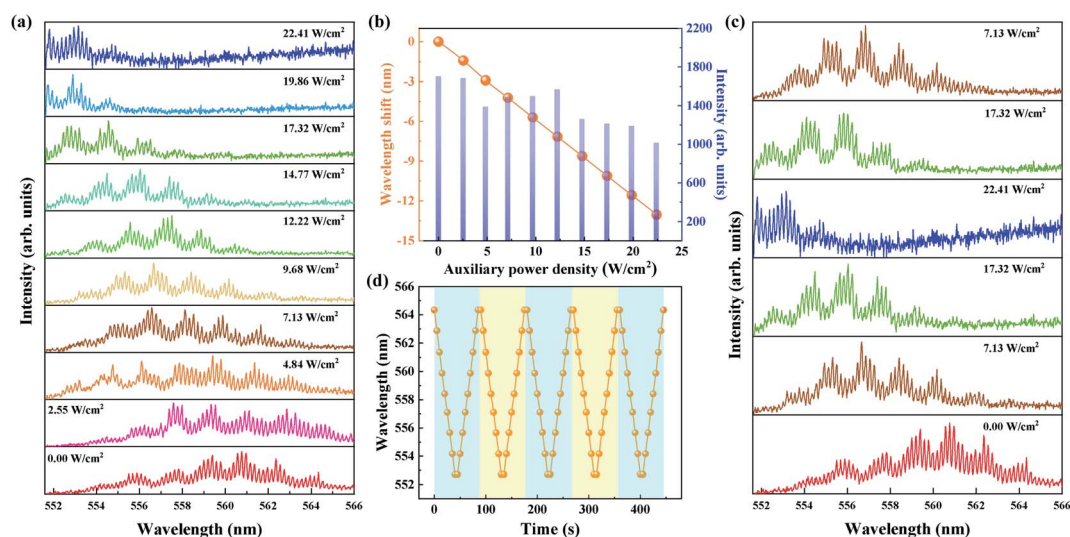 (a)
22.41 W/cm²
19.86 W/cm²
17.32 W/cm²
14.77 W/cm²
12.22 W/cm²
9.68 W/cm²
7.13 W/cm²
4.84 W/cm²
2.55 W/cm²
0.00 W/cm²
Intensity (arb. units)
552 554 556 558 560 562 564 566
Wavelength (nm)
(b)
0
-3
-6
-9
-12
-15
Wavelength shift (nm)
2200
1800
1400
1000
600
200
Intensity (arb. units)
0 5 10 15 20 25
Auxiliary power density (W/cm²)
(d)
566
564
562
560
558
556
554
552
Wavelength (nm)
0 100 200 300 400
Time (s)
(c)
7.13 W/cm²
17.32 W/cm²
22.41 W/cm²
17.32 W/cm²
7.13 W/cm²
0.00 W/cm²
Intensity (arb. units)
552 554 556 558 560 562 564 566
Wavelength (nm)